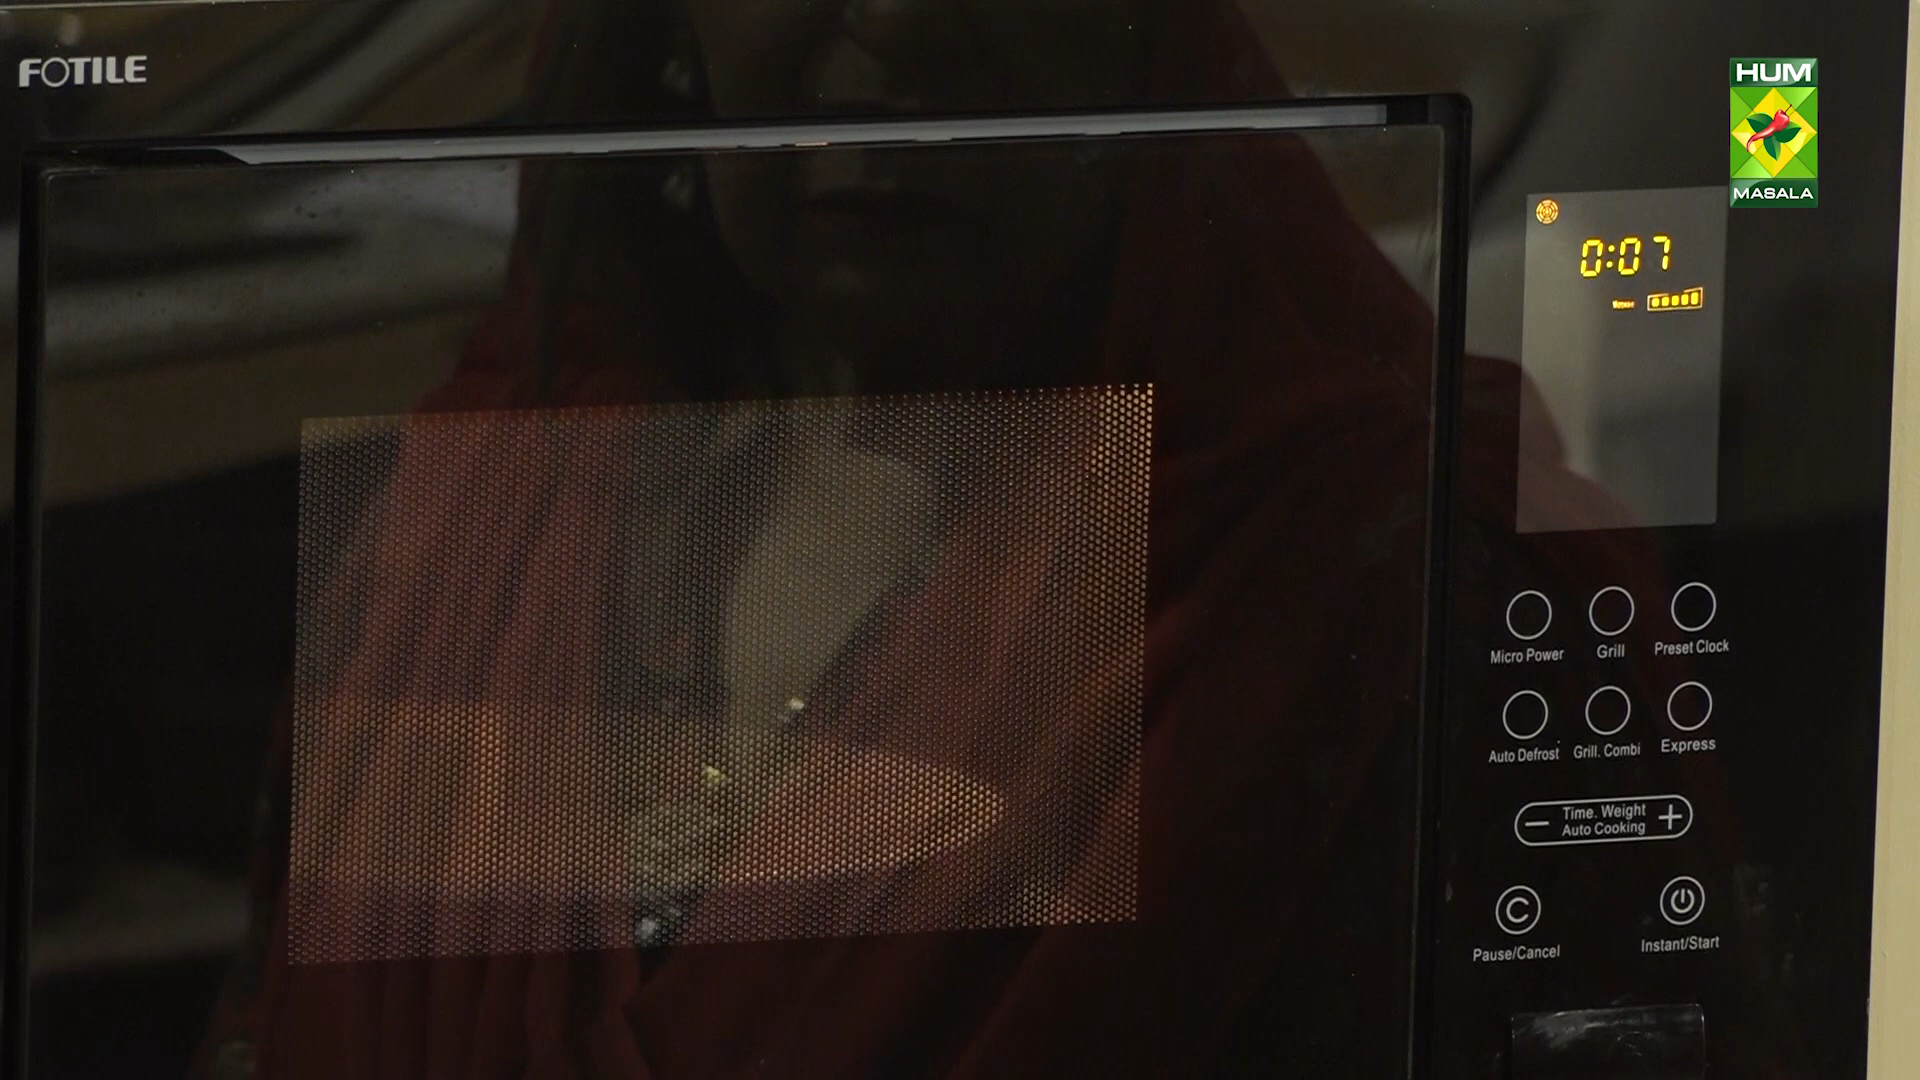 FOTILE
HUM
MASALA
0:07
Micro Power
Grill
Preset Clock
Auto Defrost
Grill. Combi
Express
Time. Weight
Auto Cooking
Pause/Cancel
Instant/Start